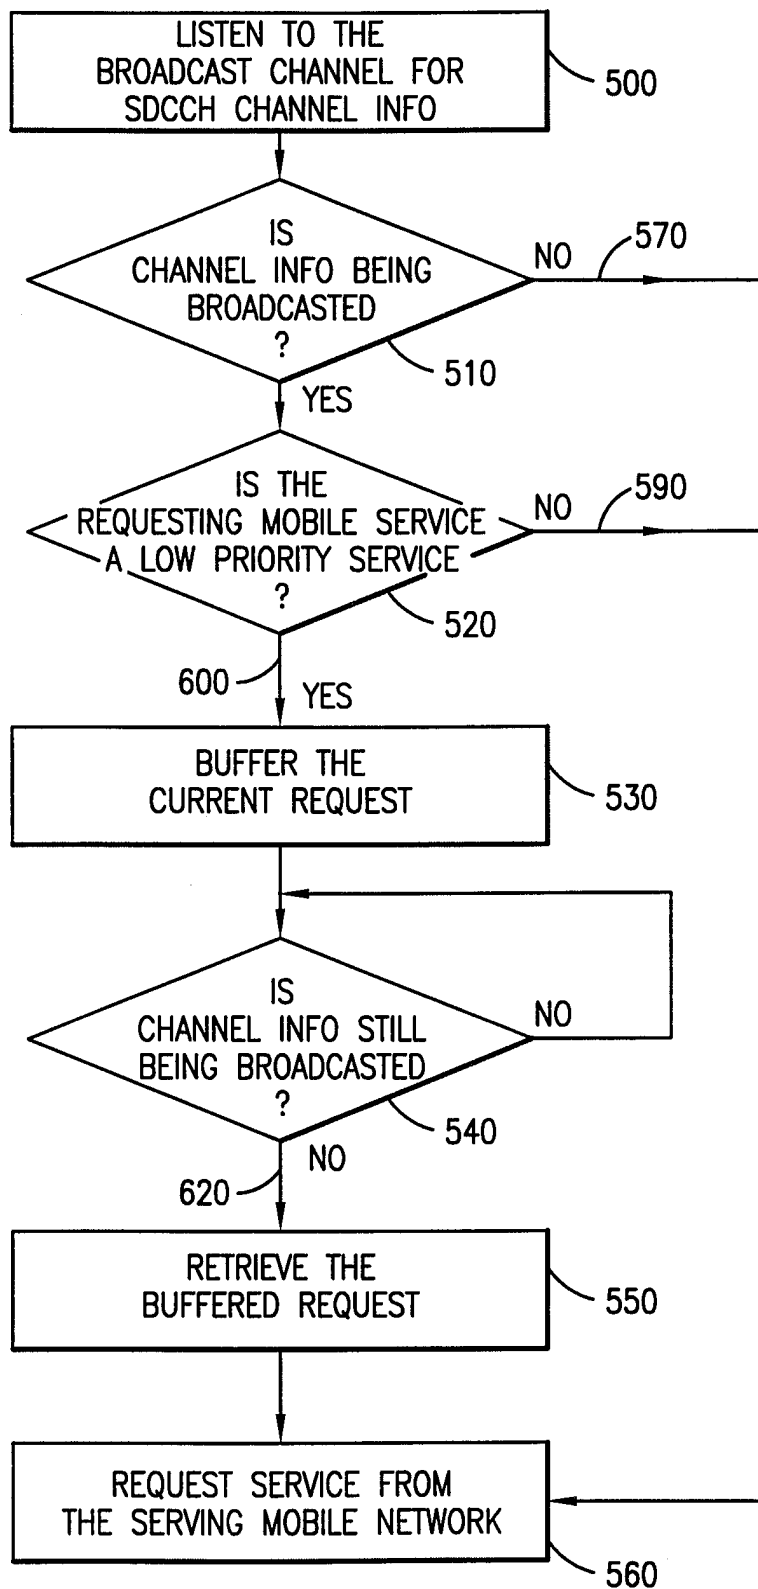 LISTEN TO THE
BROADCAST CHANNEL FOR
SDCCH CHANNEL INFO
500
IS
CHANNEL INFO BEING
BROADCASTED
?
NO
570
510
YES
IS THE
REQUESTING MOBILE SERVICE
A LOW PRIORITY SERVICE
?
NO
590
520
600
YES
BUFFER THE
CURRENT REQUEST
530
IS
CHANNEL INFO STILL
BEING BROADCASTED
?
NO
540
620
NO
RETRIEVE THE
BUFFERED REQUEST
550
REQUEST SERVICE FROM
THE SERVING MOBILE NETWORK
560